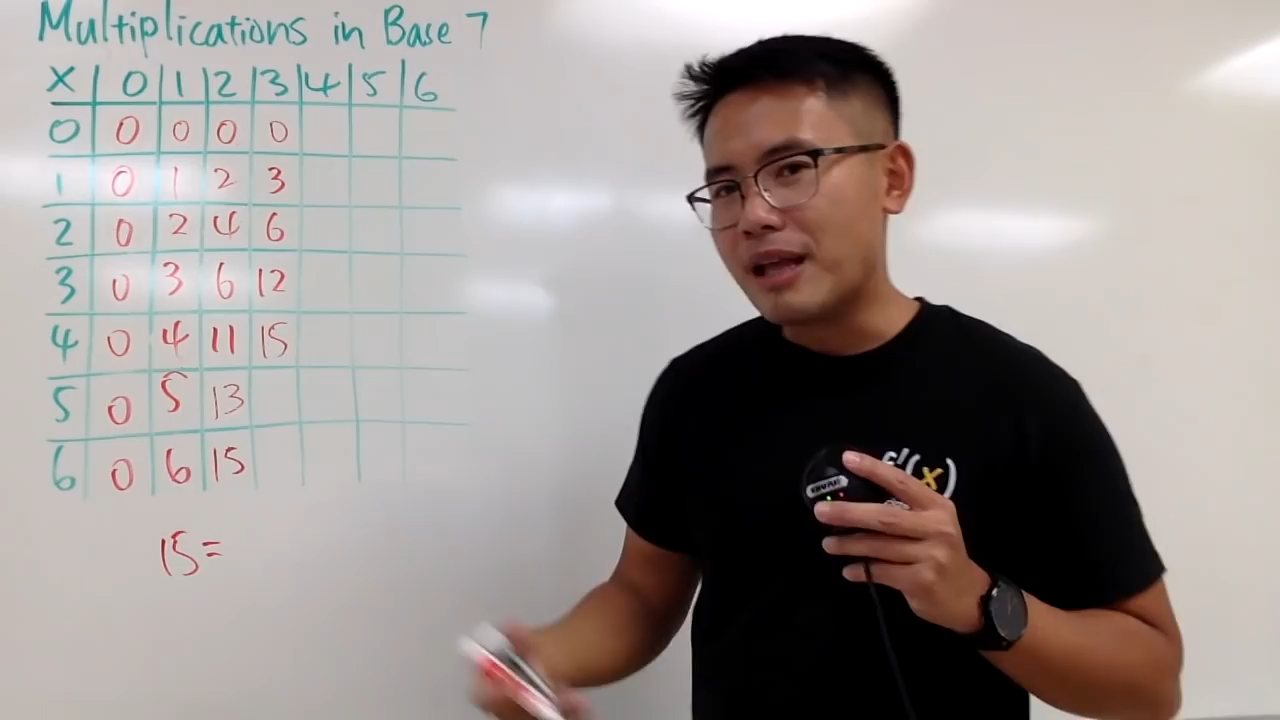 Multiplications in Base 7
X 0 1 2 3 4 5 6
0 0 0 0 0
1 0 1 2 3
2 0 2 4 6
3 0 3 6 12
4 0 4 11 15
5 0 5 13
6 0 6 15
15=
(x)